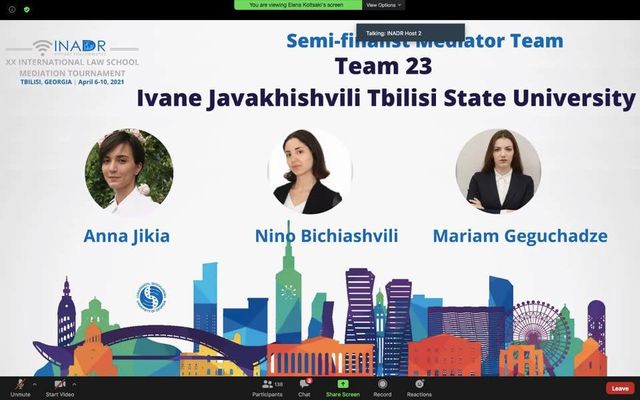 You are viewing Elena Koltsaki's screen
View Options
Talking: INADR Host 2
INADR
XX INTERNATIONAL LAW SCHOOL
MEDIATION TOURNAMENT
TBILISI, GEORGIA | April 6-10, 2021
Semi-finalist Mediator Team
Team 23
Ivane Javakhishvili Tbilisi State University
Anna Jikia
Nino Bichiashvili
Mariam Geguchadze
Unmute
Start Video
Participants
138
Chat
Share Screen
Record
Reactions
Leave